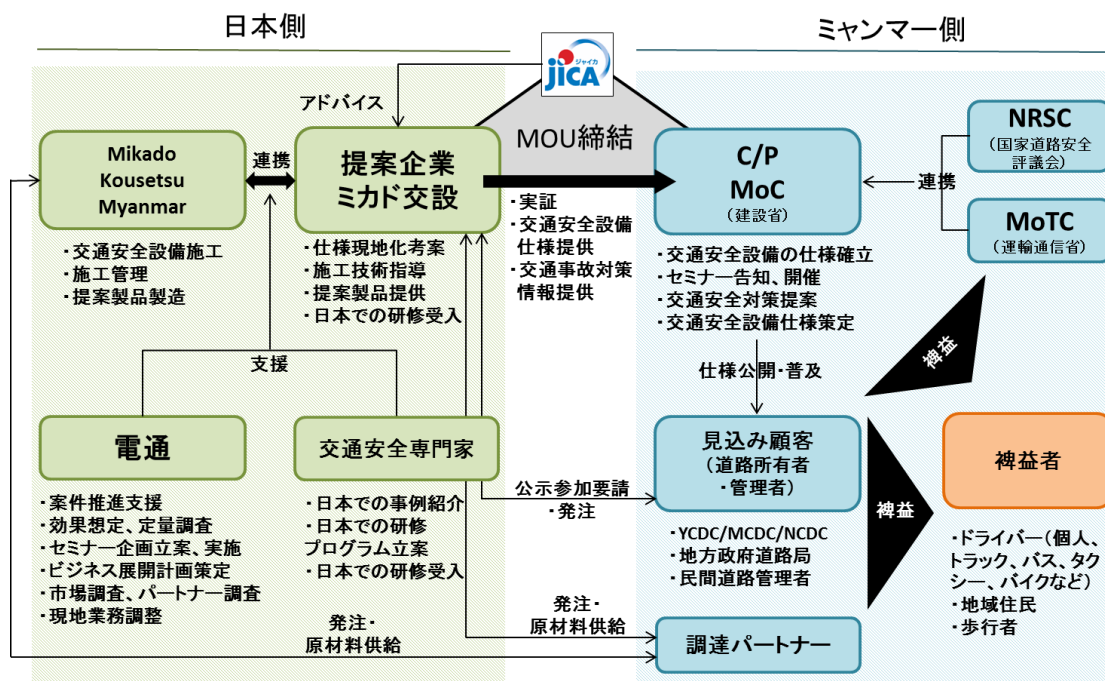 日本側
ミャンマー側
ジャイカ
jICA
アドバイス
MOU締結
Mikado
Kousetsu
Myanmar
連携
提案企業
ミカド交設
C/P
MoC
(建設省)
NRSC
(国家道路安全
評議会)
連携
MoTC
(運輸通信省)
・交通安全設備施工
・施工管理
・提案製品製造
・仕様現地化考案
・施工技術指導
・提案製品提供
・日本での研修受入
・実証
・交通安全設備
仕様提供
・交通事故対策
情報提供
・交通安全設備の仕様確立
・セミナー告知、開催
・交通安全対策提案
・交通安全設備仕様策定
支援
仕様公開・普及
裨益
電通
交通安全専門家
見込み顧客
(道路所有者
・管理者)
裨益者
・案件推進支援
・効果想定、定量調査
・セミナー企画立案、実施
・ビジネス展開計画策定
・市場調査、パートナー調査
・現地業務調整
・日本での事例紹介
・日本での研修
プログラム立案
・日本での研修受入
公示参加要請
・発注
裨益
・YCDC/MCDC/NCDC
・地方政府道路局
・民間道路管理者
・ドライバー(個人、
トラック、バス、タク
シー、バイクなど)
・地域住民
・歩行者
発注・
原材料供給
発注・
原材料供給
調達パートナー